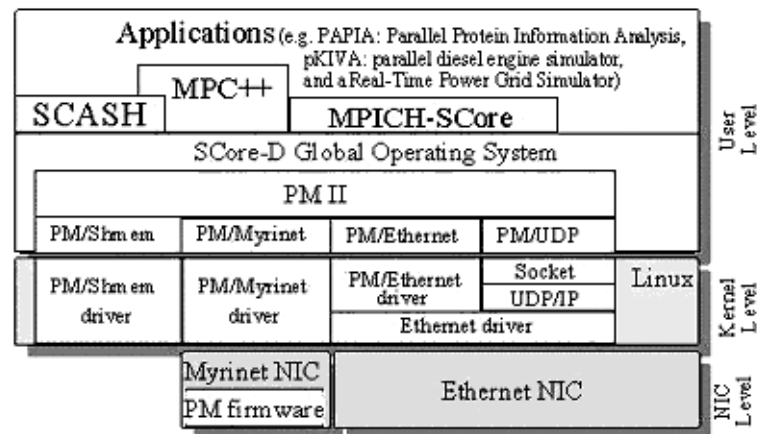 Applications (e.g. PAPIA: Parallel Protein Information Analysis,
pKIVA: parallel diesel engine simulator,
and a Real-Time Power Grid Simulator)
MPC++
SCASH
MPICH-SCore
SCore-D Global Operating System
PM II
PM/Shmem
PM/Myrinet
PM/Ethernet
PM/UDP
User
Level
PM/Shmem
driver
PM/Myrinet
driver
PM/Ethernet
driver
Socket
UDP/IP
Ethernet driver
Linux
Kernel
Level
Myrinet NIC
PM firmware
Ethernet NIC
NIC
Level